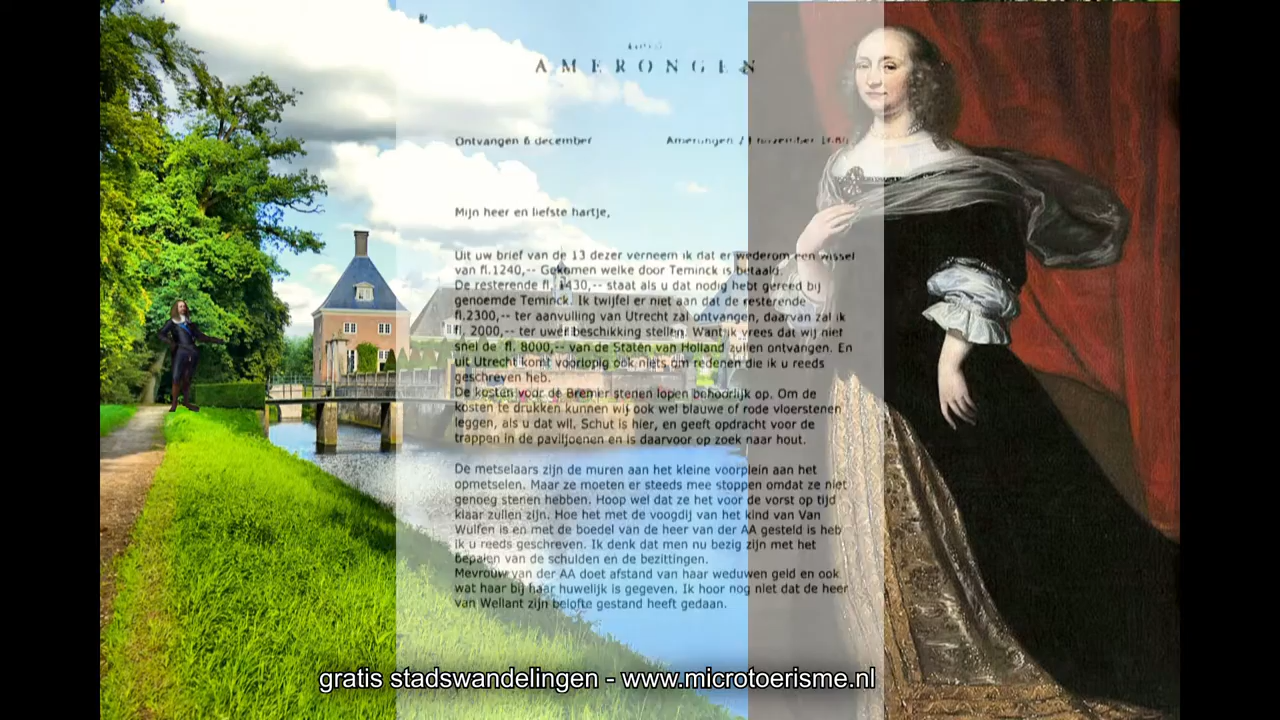 AMERONGEN
Ontvangen 6 december Amerongen november
Mijn heer en liefste hartje,
Uit uw brief van de 13 dezer verneem ik dat er wederom een wissel
van fl.1240,-- Gekomen welke door Teminck is betaald.
De resterende fl. 1430,-- staat als u dat nodig hebt gereed bij
genoemde Teminck. Ik twijfel er niet aan dat de resterende
fl.2300,-- ter aanvulling van Utrecht zal ontvangen, daarvan zal ik
fl. 2000,-- ter uwer beschikking stellen. Want ik vrees dat wij niet
snel de fl. 8000,-- van de Staten van Holland zullen ontvangen. En
uit Utrecht komt voorlopig ook niets om redenen die ik u reeds
geschreven heb.
De kosten voor de Bremer stenen lopen behoorlijk op. Om de
kosten te drukken kunnen wij ook wel blauwe of rode vloerstenen
leggen, als u dat wil. Schut is hier, en geeft opdracht voor de
trappen in de paviljoenen en is daarvoor op zoek naar hout.
De metselaars zijn de muren aan het kleine voorplein aan het
opmetselen. Maar ze moeten er steeds mee stoppen omdat ze niet
genoeg stenen hebben. Hoop wel dat ze het voor de vorst op tijd
klaar zullen zijn. Hoe het met de voogdij van het kind van Van
Wulfen is en met de boedel van de heer van der AA gesteld is heb
ik u reeds geschreven. Ik denk dat men nu bezig zijn met het
bepalen van de schulden en de bezittingen.
Mevrouw van der AA doet afstand van haar weduwen geld en ook
wat haar bij haar huwelijk is gegeven. Ik hoor nog niet dat de heer
van Wellant zijn belofte gestand heeft gedaan.
gratis stadswandelingen - www.microtoerisme.nl